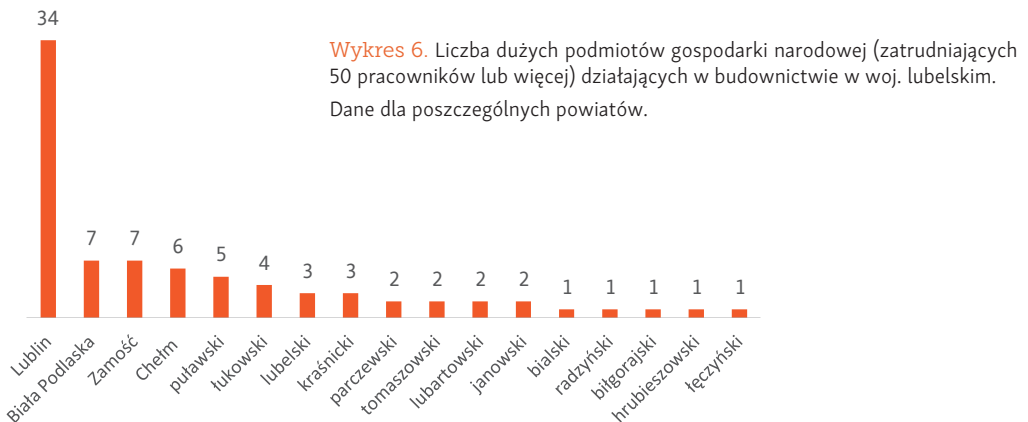 34
Wykres 6. Liczba dużych podmiotów gospodarki narodowej (zatrudniających
50 pracowników lub więcej) działających w budownictwie w woj. lubelskim.
Dane dla poszczególnych powiatów.
7
7
6
5
4
3
3
2
2
2
2
1
1
1
1
1
Lublin
Biała Podlaska
Zamość
Chełm
puławski
łukowski
lubelski
kraśnicki
parczewski
tomaszowski
lubartowski
janowski
bialski
radzyński
biłgorajski
hrubieszowski
łęczyński